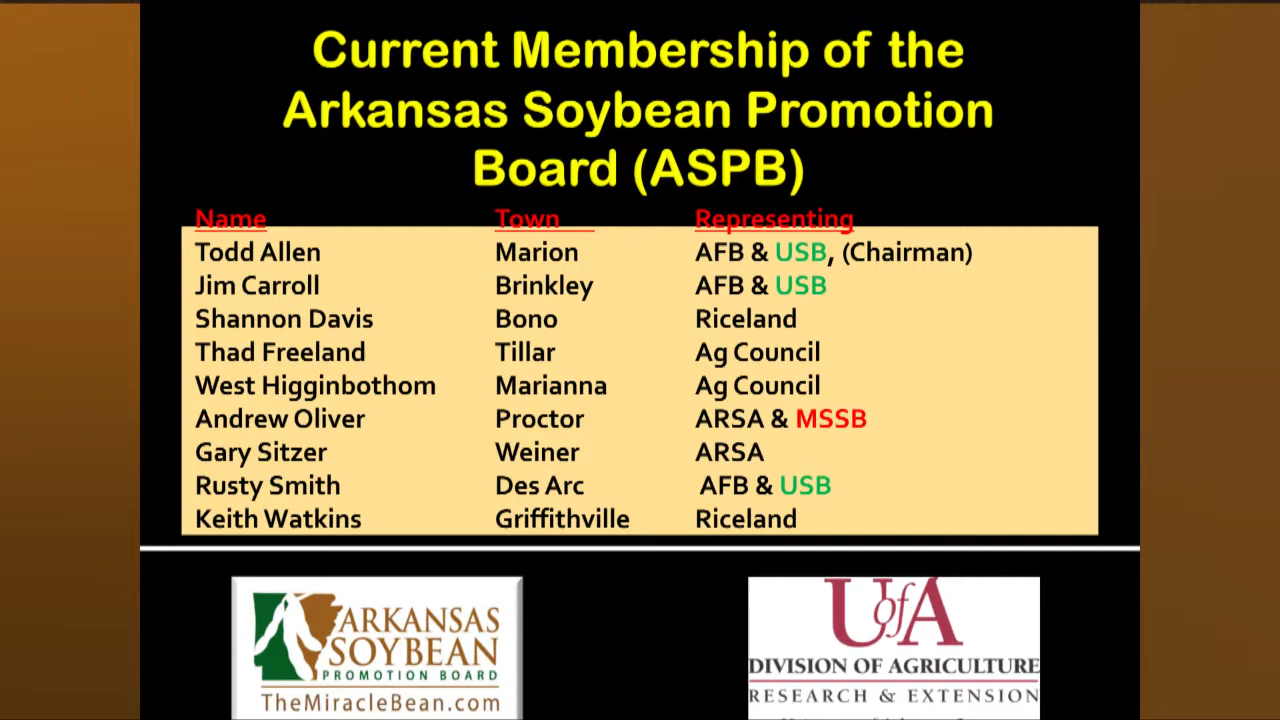 Current Membership of the
Arkansas Soybean Promotion
Board (ASPB)
Name Town Representing
Todd Allen Marion AFB & USB, (Chairman)
Jim Carroll Brinkley AFB & USB
Shannon Davis Bono Riceland
Thad Freeland Tillar Ag Council
West Higginbothom Marianna Ag Council
Andrew Oliver Proctor ARSA & MSSB
Gary Sitzer Weiner ARSA
Rusty Smith Des Arc AFB & USB
Keith Watkins Griffithville Riceland
ARKANSAS
SOYBEAN
PROMOTION BOARD
TheMiracleBean.com
UofA
DIVISION OF AGRICULTURE
RESEARCH & EXTENSION